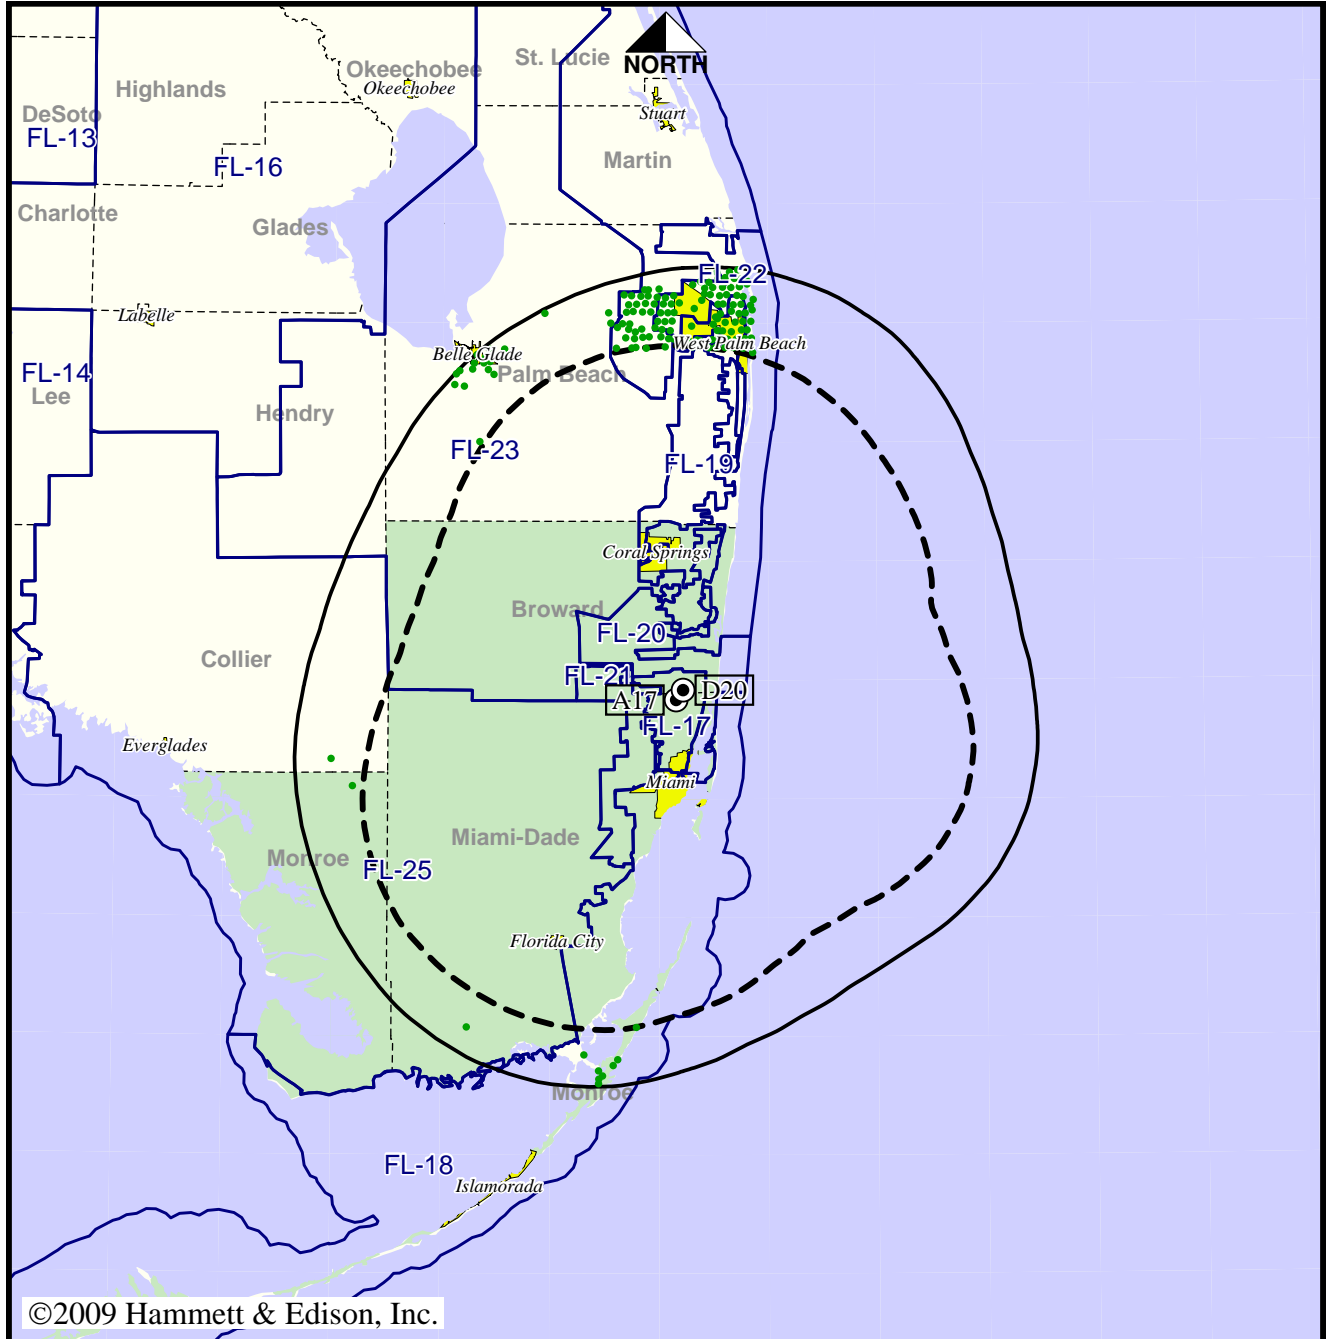 St. Lucie
NORTH
Okeechobee
Okeechobee
Highlands
DeSoto
FL-13
Stuart
Martin
FL-16
Charlotte
Glades
FL-22
Labelle
West Palm Beach
Belle Glade
Palm Beach
FL-14
Lee
Hendry
FL-23
FL-19
Coral Springs
Broward
FL-20
Collier
FL-21
A17
D20
FL-17
Everglades
Miami
Miami-Dade
Monroe
FL-25
Florida City
Monroe
FL-18
Islamorada
©2009 Hammett & Edison, Inc.